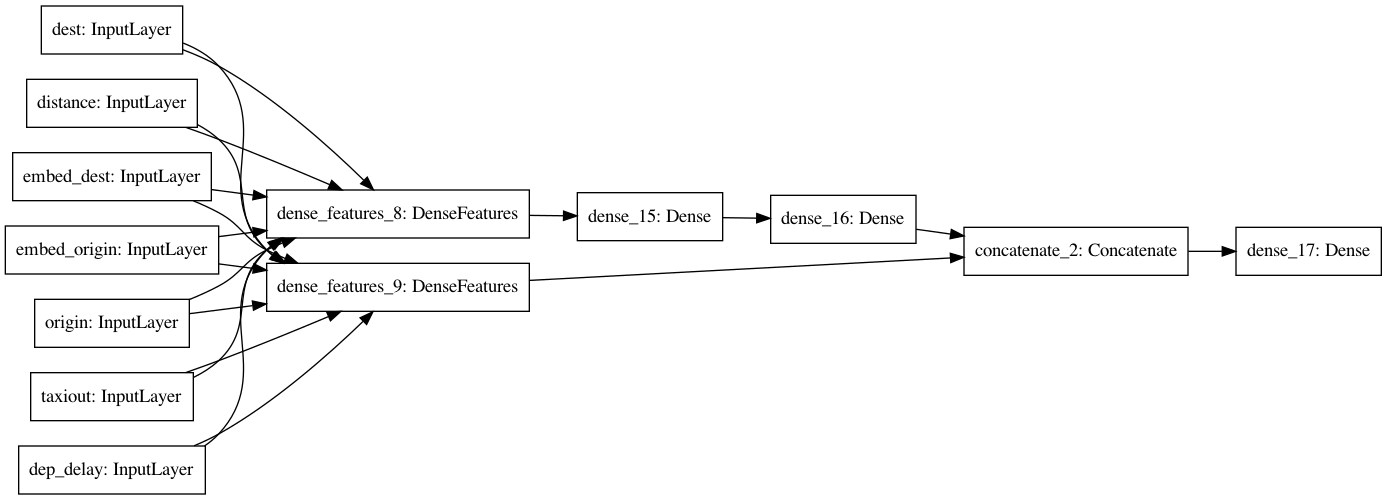 dest: InputLayer
distance: InputLayer
embed_dest: InputLayer
embed_origin: InputLayer
origin: InputLayer
taxiout: InputLayer
dep_delay: InputLayer
dense_features_8: DenseFeatures
dense_features_9: DenseFeatures
dense_15: Dense
dense_16: Dense
concatenate_2: Concatenate
dense_17: Dense